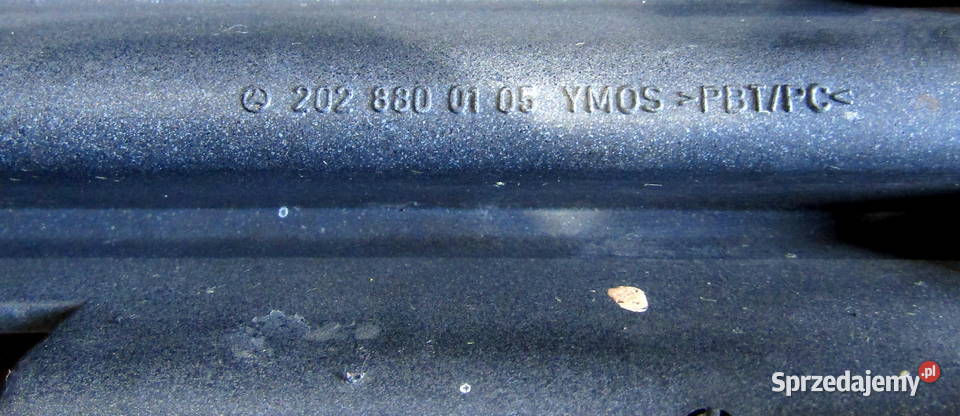 202 880 01 05 YMOS >PBT/PC<
Sprzedajemy.pl